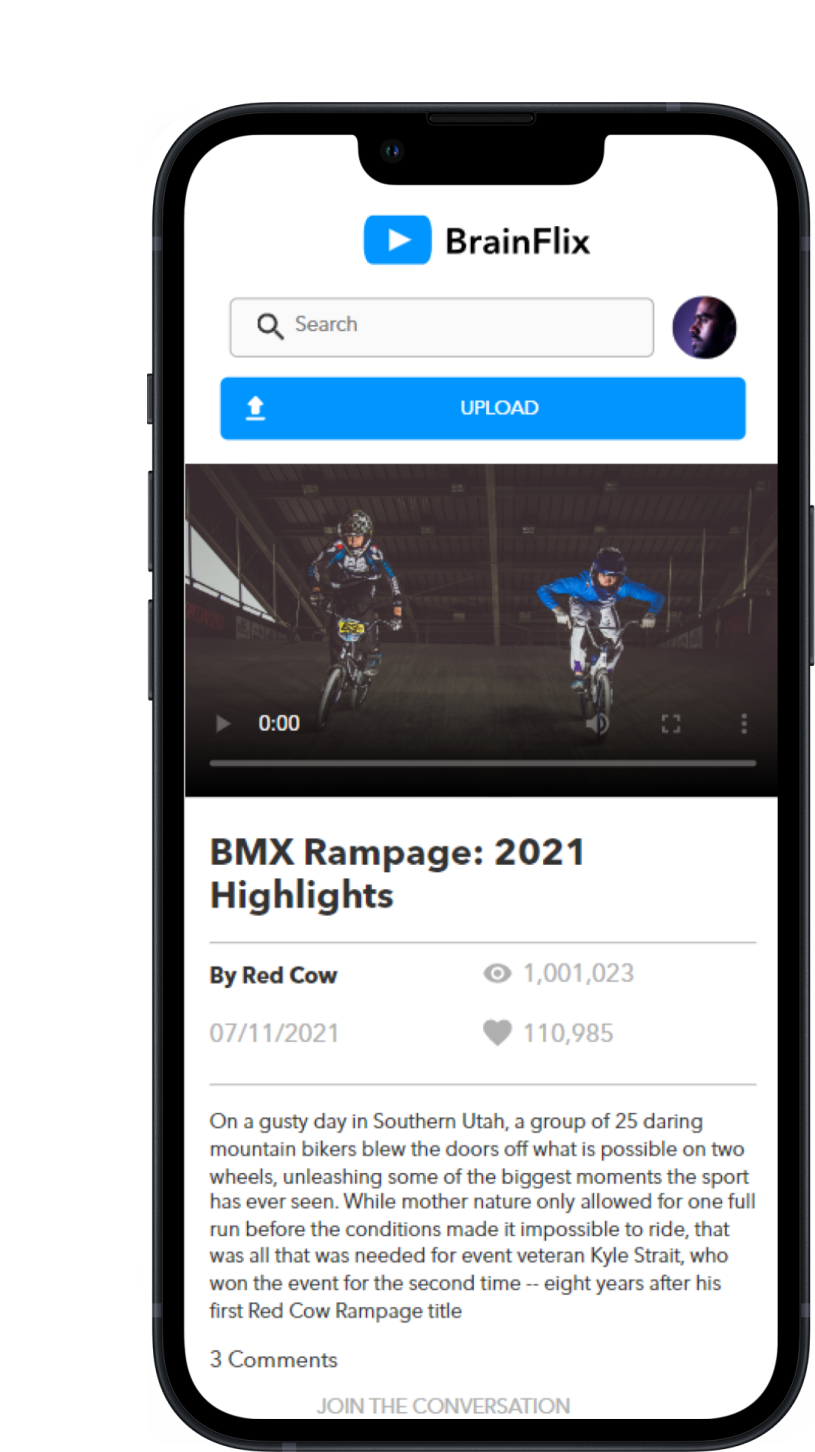 BrainFlix
Search
UPLOAD
0:00
BMX Rampage: 2021
Highlights
By Red Cow
1,001,023
07/11/2021
110,985
On a gusty day in Southern Utah, a group of 25 daring
mountain bikers blew the doors off what is possible on two
wheels, unleashing some of the biggest moments the sport
has ever seen. While mother nature only allowed for one full
run before the conditions made it impossible to ride, that
was all that was needed for event veteran Kyle Strait, who
won the event for the second time -- eight years after his
first Red Cow Rampage title
3 Comments
JOIN THE CONVERSATION